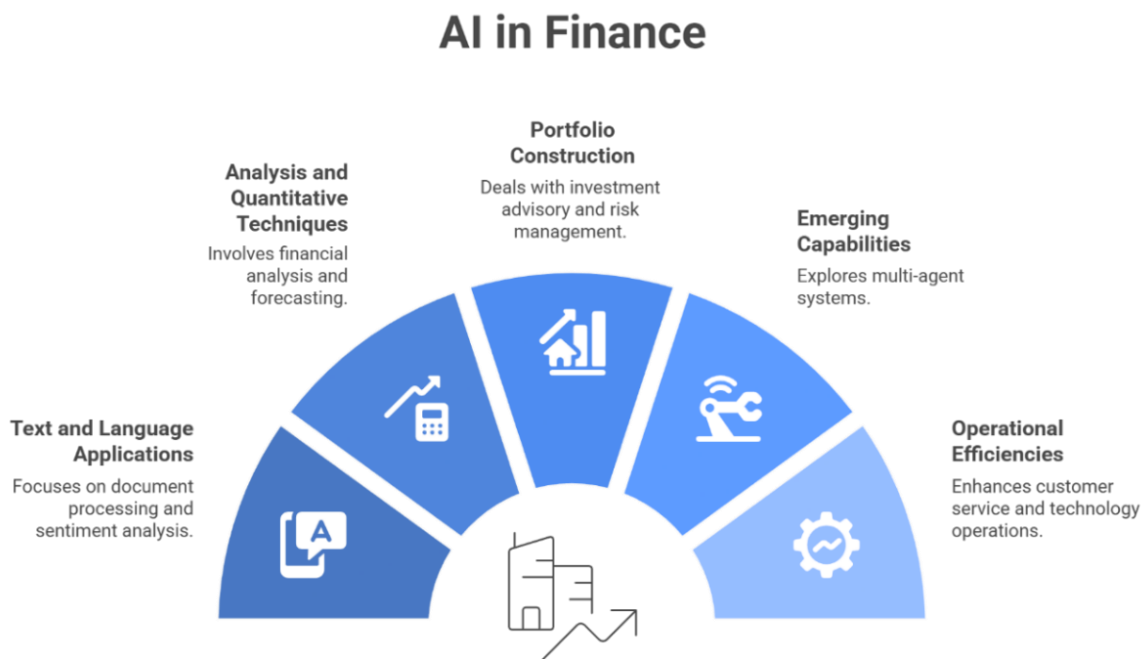 AI in Finance
Text and Language
Applications
Focuses on document
processing and
sentiment analysis.
A
Analysis and
Quantitative
Techniques
Involves financial
analysis and
forecasting.
Portfolio
Construction
Deals with investment
advisory and risk
management.
Emerging
Capabilities
Explores multi-agent
systems.
Operational
Efficiencies
Enhances customer
service and technology
operations.